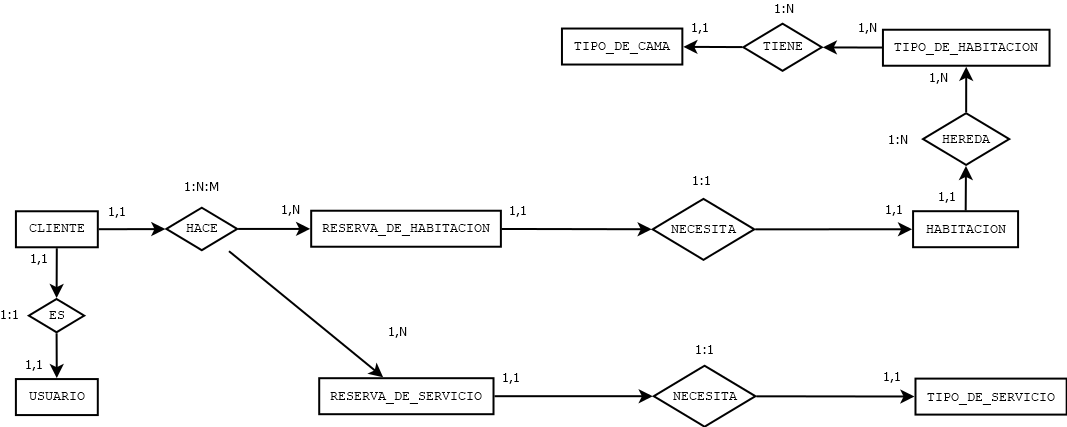 1:N
1,1
1,N
TIPO_DE_CAMA
TIENE
TIPO_DE_HABITACION
1,N
1:N
HEREDA
1:N:M
1:1
1,1
1,1
1,N
1,1
1,1
CLIENTE
HACE
RESERVA_DE_HABITACION
NECESITA
HABITACION
1,1
1:1
ES
1,N
1:1
1,1
1,1
1,1
USUARIO
RESERVA_DE_SERVICIO
NECESITA
TIPO_DE_SERVICIO